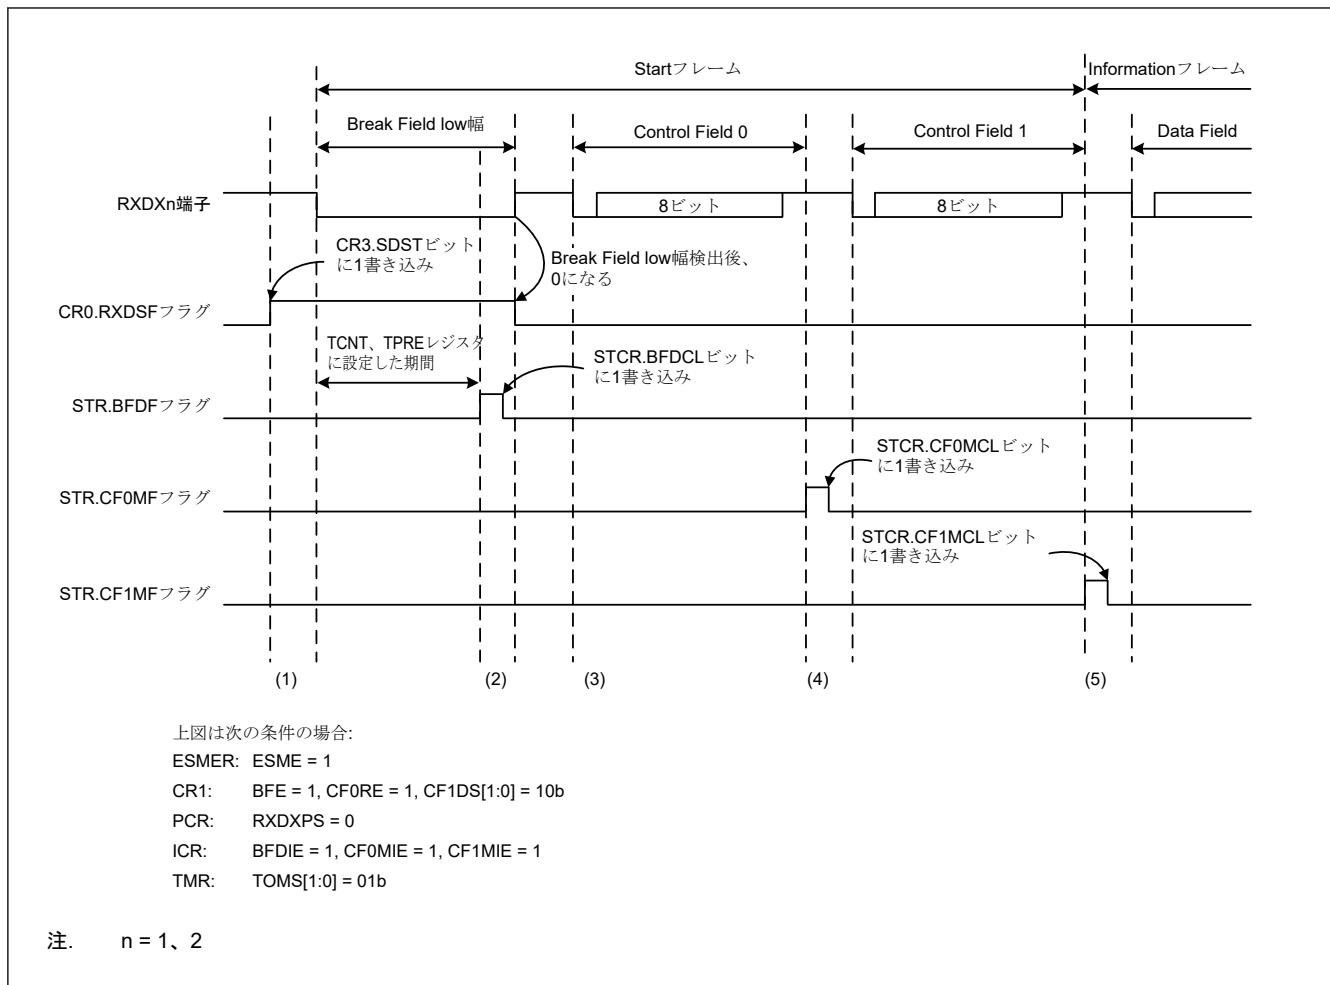 Startフレーム
Informationフレーム
Break Field low幅
Control Field 0
Control Field 1
Data Field
RXDXn端子
8ビット
8ビット
CR3.SDSTビット
に1書き込み
Break Field low幅検出後、
0になる
CR0.RXDSFフラグ
TCNT、TPREレジスタ
に設定した期間
STCR.BFDCLビット
に1書き込み
STR.BFDFフラグ
STCR.CF0MCLビット
に1書き込み
STR.CF0MFフラグ
STCR.CF1MCLビット
に1書き込み
STR.CF1MFフラグ
(1)
(2)
(3)
(4)
(5)
上図は次の条件の場合:
ESMER: ESME = 1
CR1: BFE = 1, CF0RE = 1, CF1DS[1:0] = 10b
PCR: RXDXPS = 0
ICR: BFDIE = 1, CF0MIE = 1, CF1MIE = 1
TMR: TOMS[1:0] = 01b
注. n = 1、2